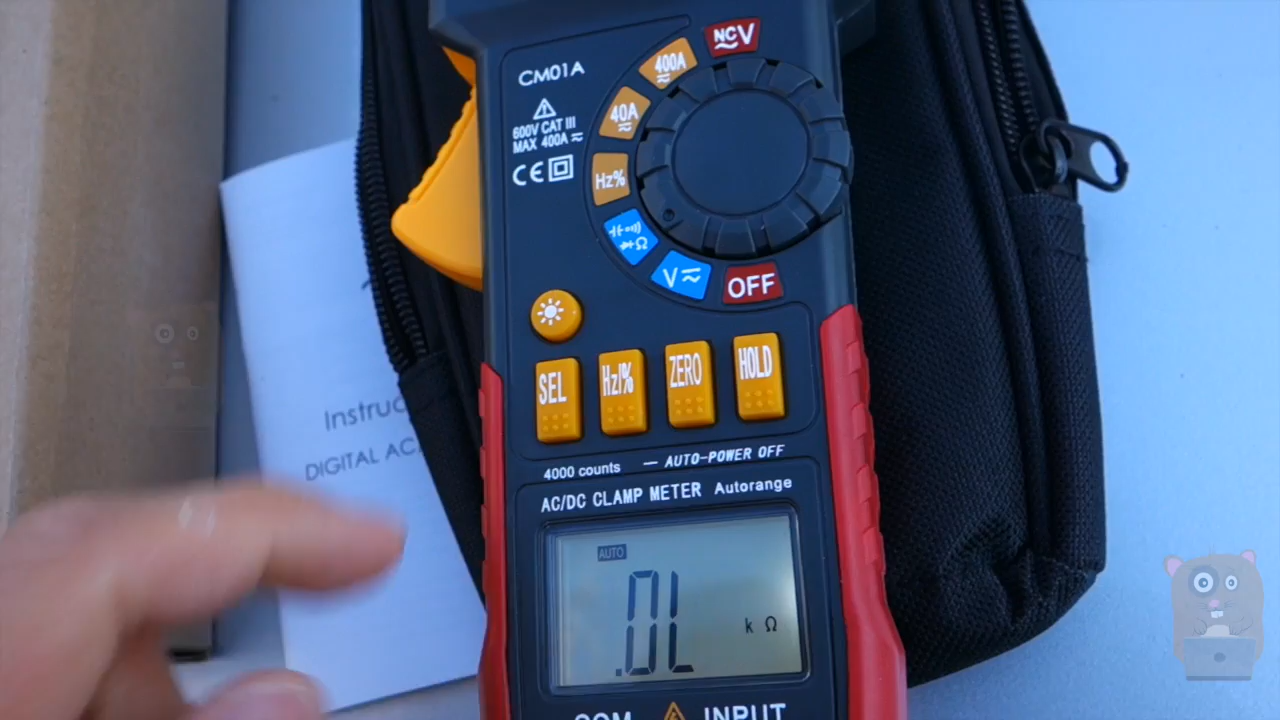 NCV
400A
CM01A
40A
600V CAT III
MAX 400A
CE
Hz%
Ω
V
OFF
SEL
Hz/%
ZERO
HOLD
4000 counts
— AUTO-POWER OFF
AC/DC CLAMP METER Autorange
Instruc
DIGITAL AC
AUTO
.0L
k Ω
COM
INPUT